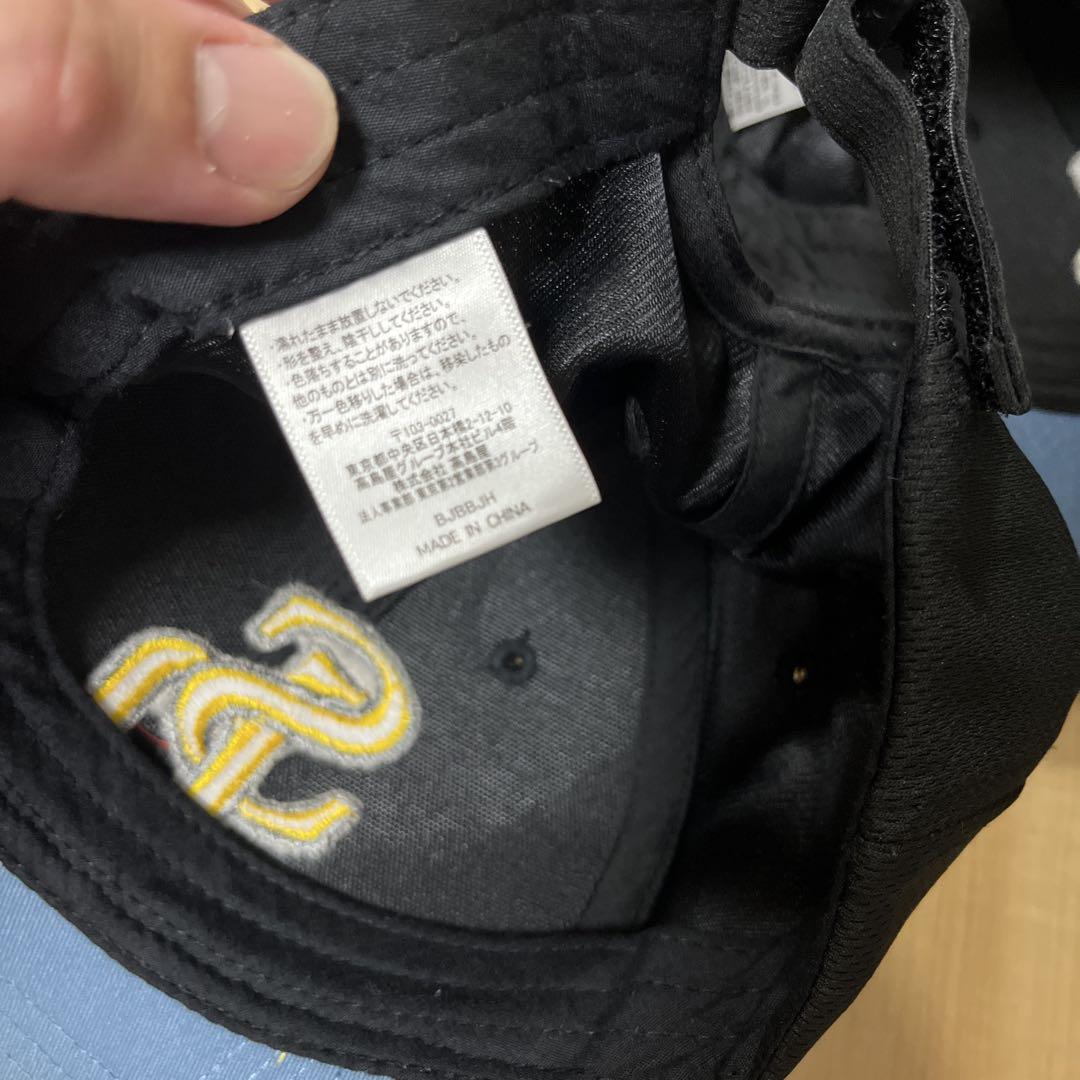 濡れたまま放置しないでください。
形を整え、陰干ししてください。
色落ちすることがありますので、
他のものとは別に洗ってください。
万一色移りした場合は、移染したもの
を早めに洗濯してください。
〒103-0027
東京都中央区日本橋2-12-10
高島屋グループ本社ビル4階
株式会社 高島屋
法人事業部
BJBBJH
MADE IN CHINA